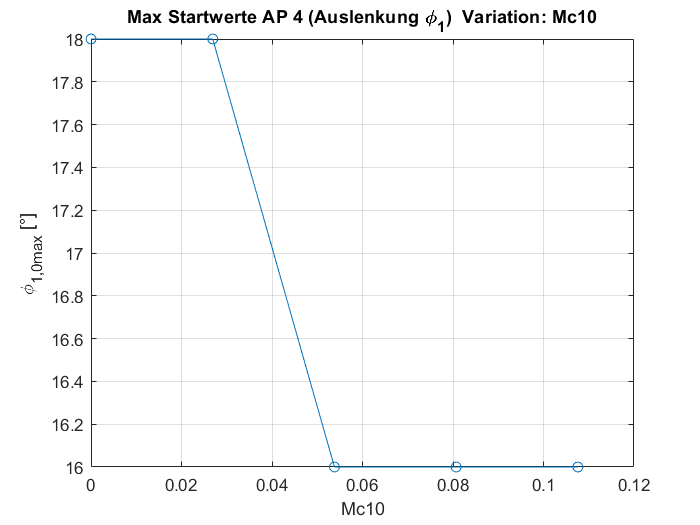 Max Startwerte AP 4 (Auslenkung ϕ₁)  Variation: Mc10
18
17.8
17.6
17.4
17.2
17
16.8
16.6
16.4
16.2
16
ϕ1,0max [°]
0 0.02 0.04 0.06 0.08 0.1 0.12
Mc10